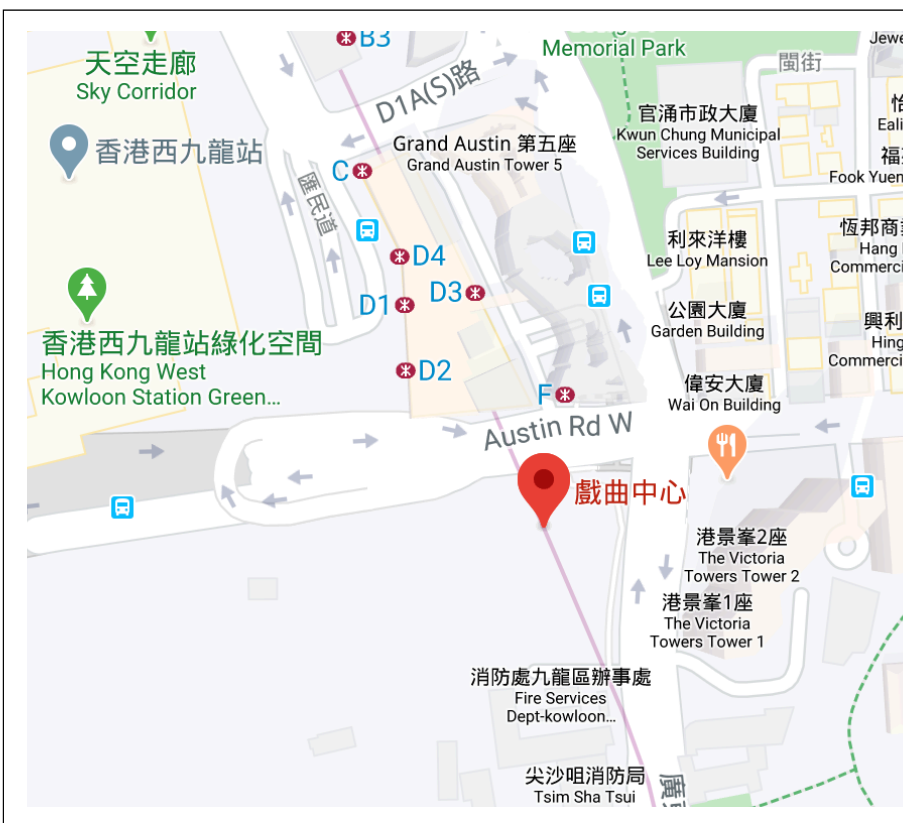 B3
天空走廊
Sky Corridor
香港西九龍站
D1A(S)路
Memorial Park
閩街
Jewe
官涌市政大廈
Kwun Chung Municipal
Services Building
Grand Austin 第五座
Grand Austin Tower 5
C
匯民道
怡
Eali
福
Fook Yuen
利來洋樓
Lee Loy Mansion
恆邦商
Hang
Commerci
D4
D1
D3
D2
F
公園大廈
Garden Building
興利
Hing
Commercia
香港西九龍站綠化空間
Hong Kong West
Kowloon Station Green...
偉安大廈
Wai On Building
Austin Rd W
戲曲中心
港景峯2座
The Victoria
Towers Tower 2
港景峯1座
The Victoria
Towers Tower 1
消防處九龍區辦事處
Fire Services
Dept-kowloon...
尖沙咀消防局
Tsim Sha Tsui
廣